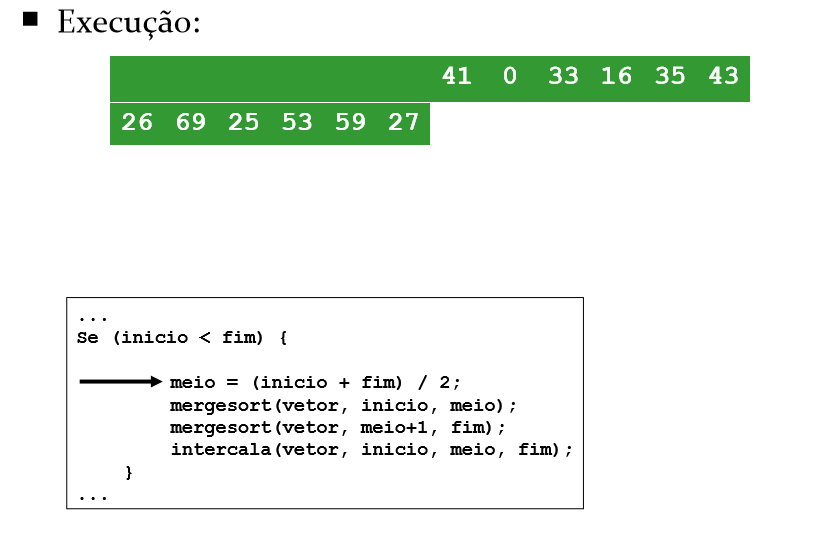 ■ Execução:
41 0 33 16 35 43
26 69 25 53 59 27
...
Se (inicio < fim) {
meio = (inicio + fim) / 2;
mergesort(vetor, inicio, meio);
mergesort(vetor, meio+1, fim);
intercala(vetor, inicio, meio, fim);
}
...